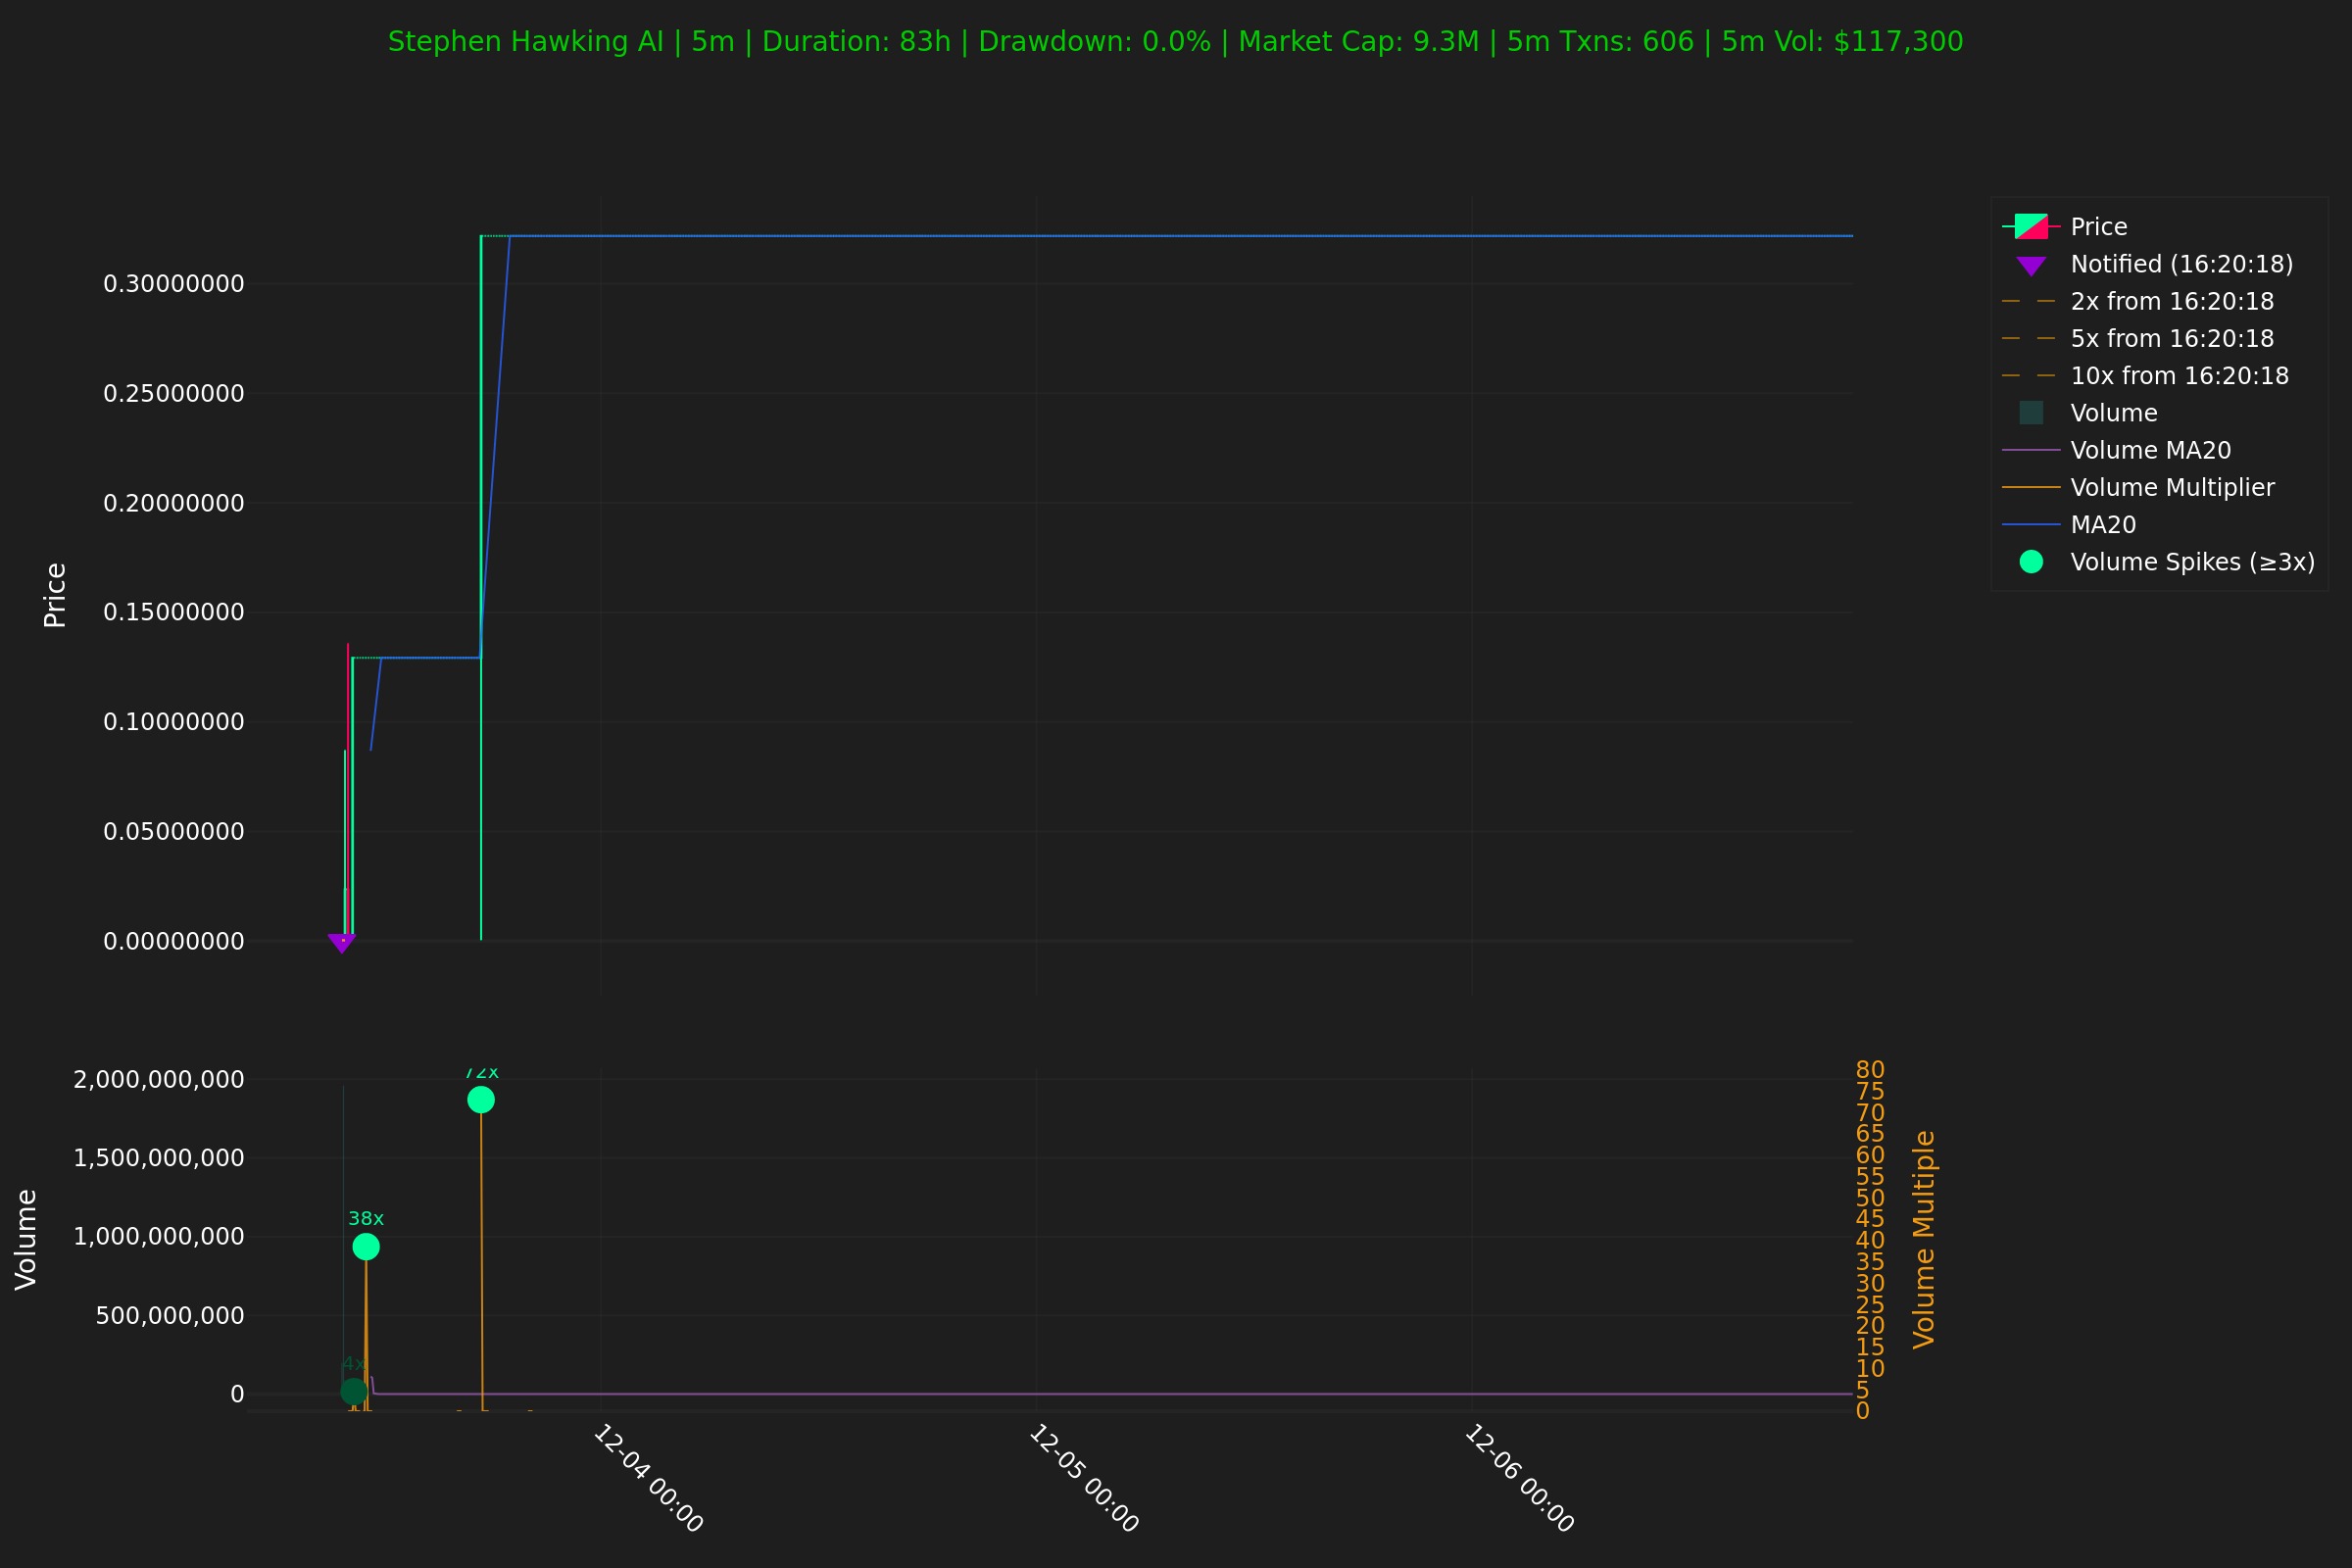 Stephen Hawking AI | 5m | Duration: 83h | Drawdown: 0.0% | Market Cap: 9.3M | 5m Txns: 606 | 5m Vol: $117,300
Price
0.30000000
0.25000000
0.20000000
0.15000000
0.10000000
0.05000000
0.00000000
Price
Notified (16:20:18)
2x from 16:20:18
5x from 16:20:18
10x from 16:20:18
Volume
Volume MA20
Volume Multiplier
MA20
Volume Spikes (≥3x)
Volume
2,000,000,000
1,500,000,000
1,000,000,000
500,000,000
0
72x
38x
4x
80
75
70
65
60
55
50
45
40
35
30
25
20
15
10
5
0
Volume Multiple
12-04 00:00
12-05 00:00
12-06 00:00